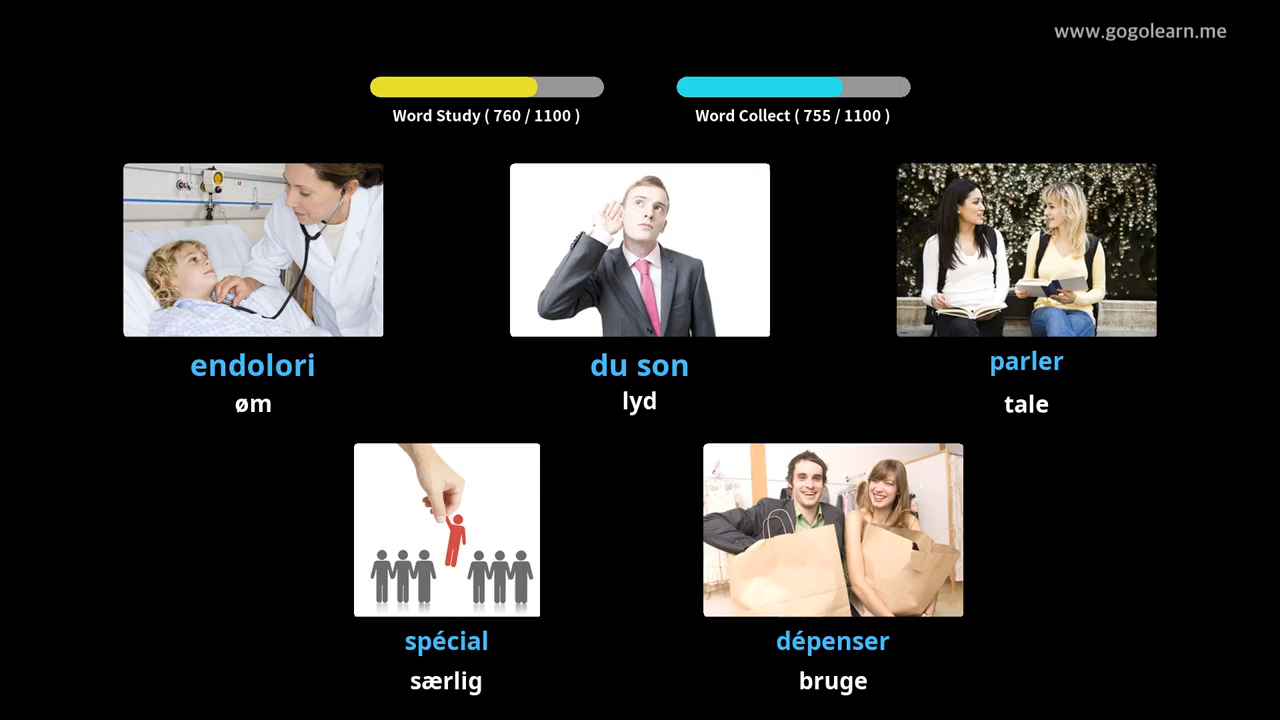 www.gogolearn.me
Word Study ( 760 / 1100 )
Word Collect ( 755 / 1100 )
endolori
du son
parler
øm
lyd
tale
spécial
dépenser
særlig
bruge